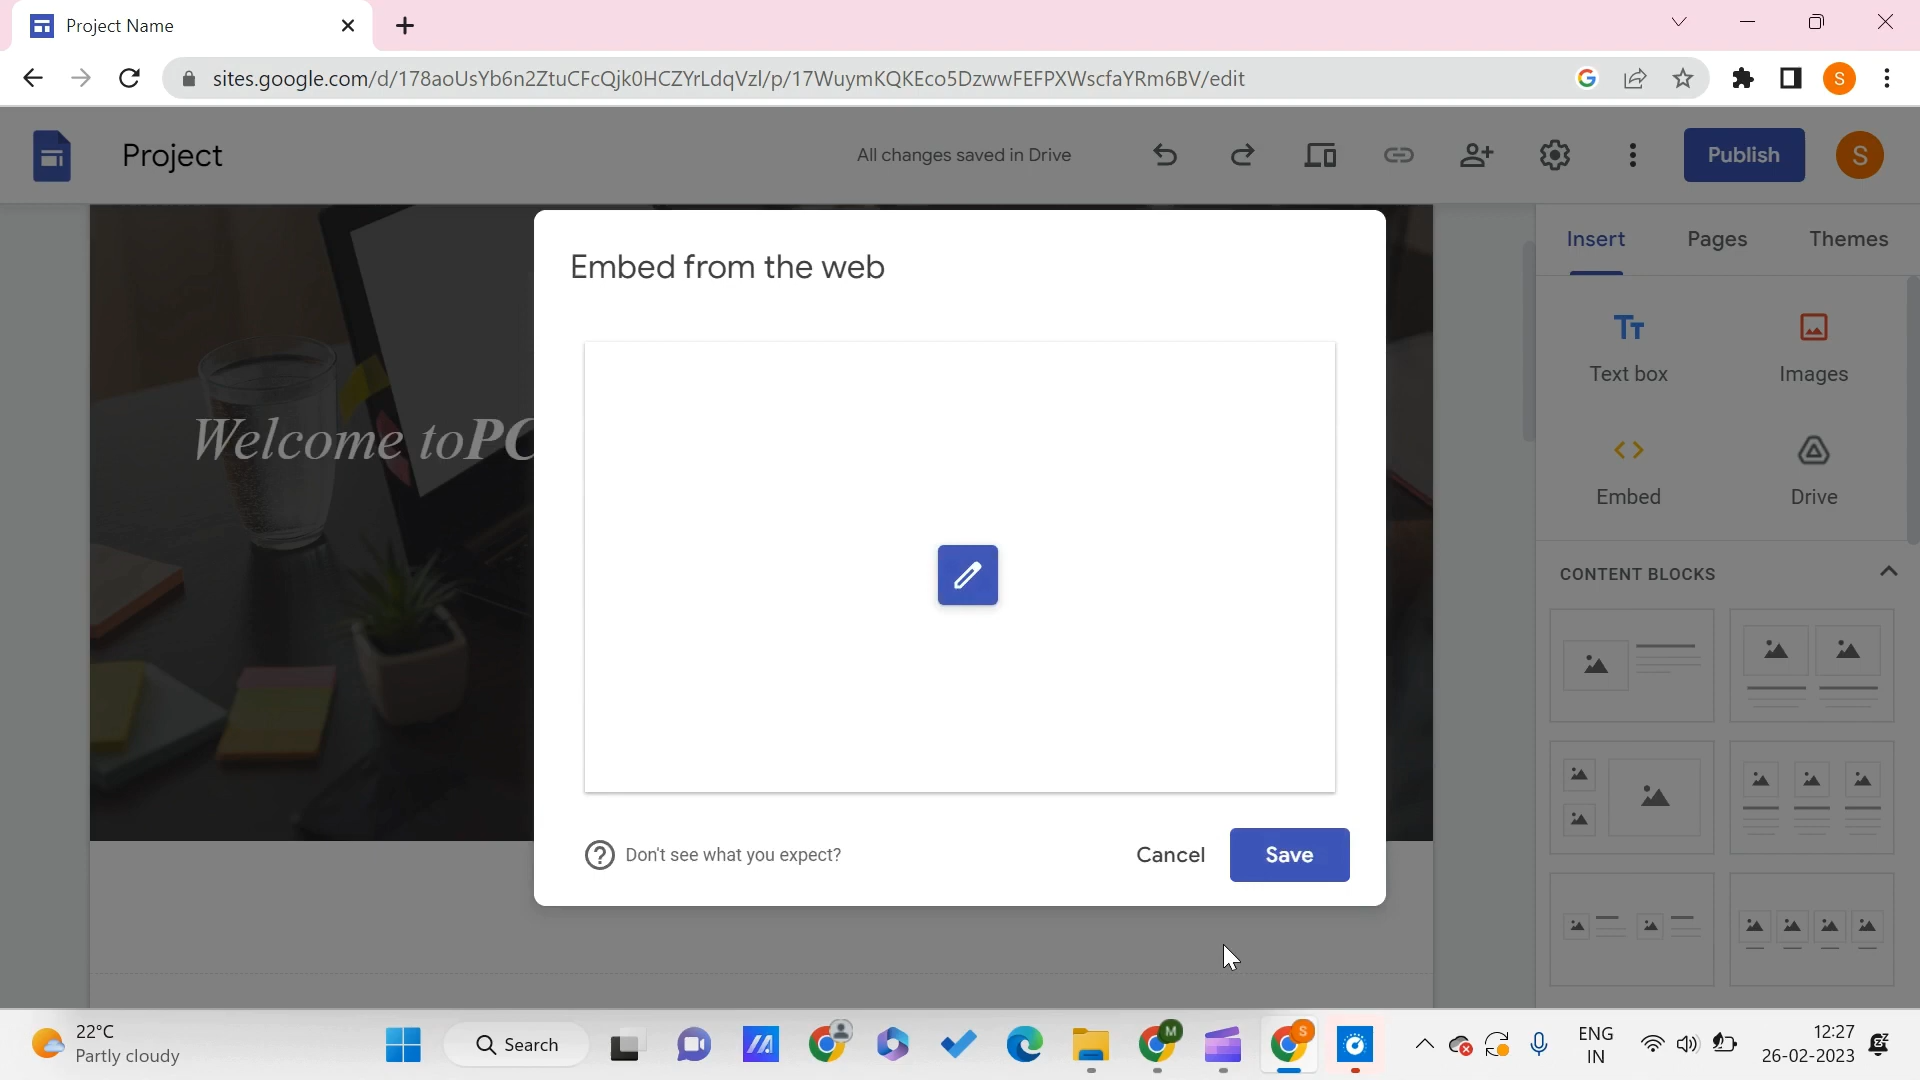 Project Name
sites.google.com/d/178aoUsYb6n2ZtuCFcQjk0HCZYrLdqVzI/p/17WuymKQKEco5DzwwFEFPXWscfaYRm6BV/edit
S
Project
All changes saved in Drive
Publish
S
Insert
Pages
Themes
Embed from the web
Welcome toPC
Tt
Text box
Images
Embed
Drive
CONTENT BLOCKS
? Don't see what you expect?
Cancel
Save
22°C
Partly cloudy
Search
M
S
ENG
IN
12:27
26-02-2023